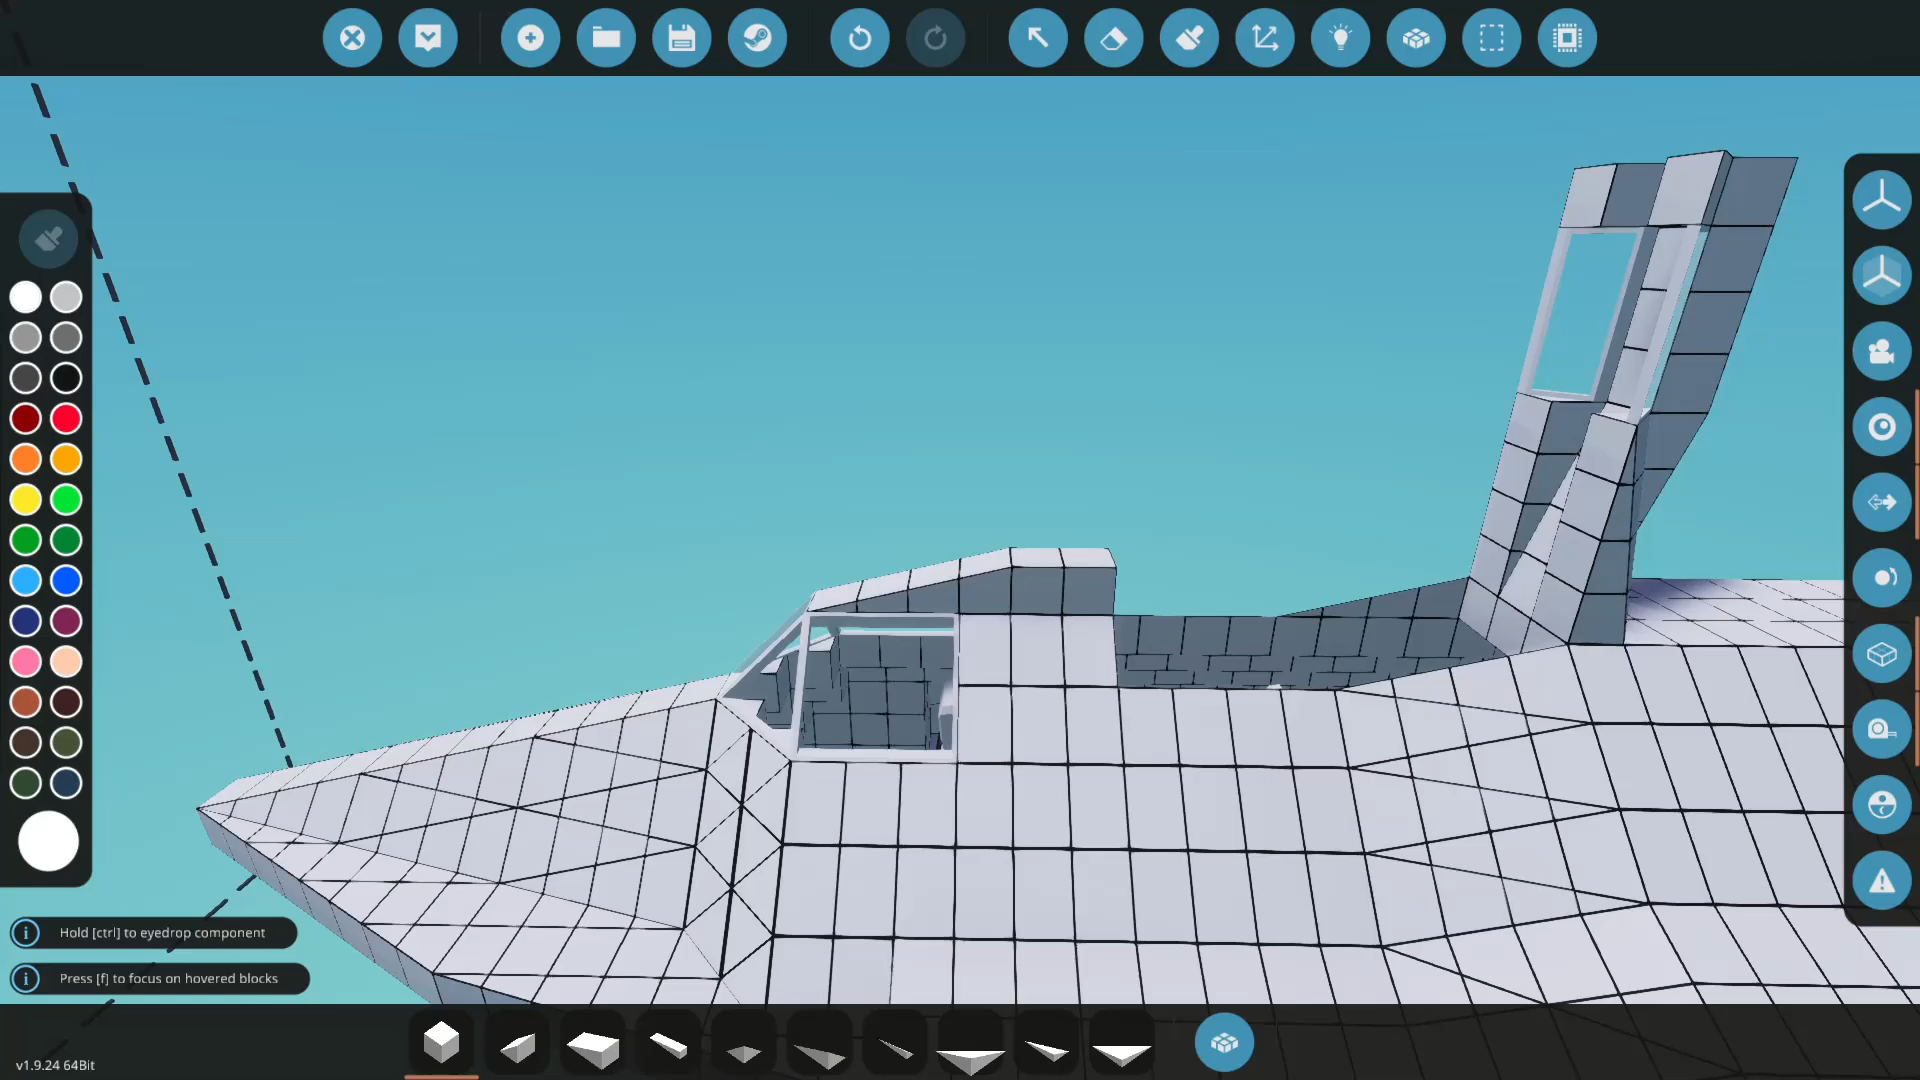 Hold [ctrl] to eyedrop component
Press [f] to focus on hovered blocks
v1.9.24 64Bit